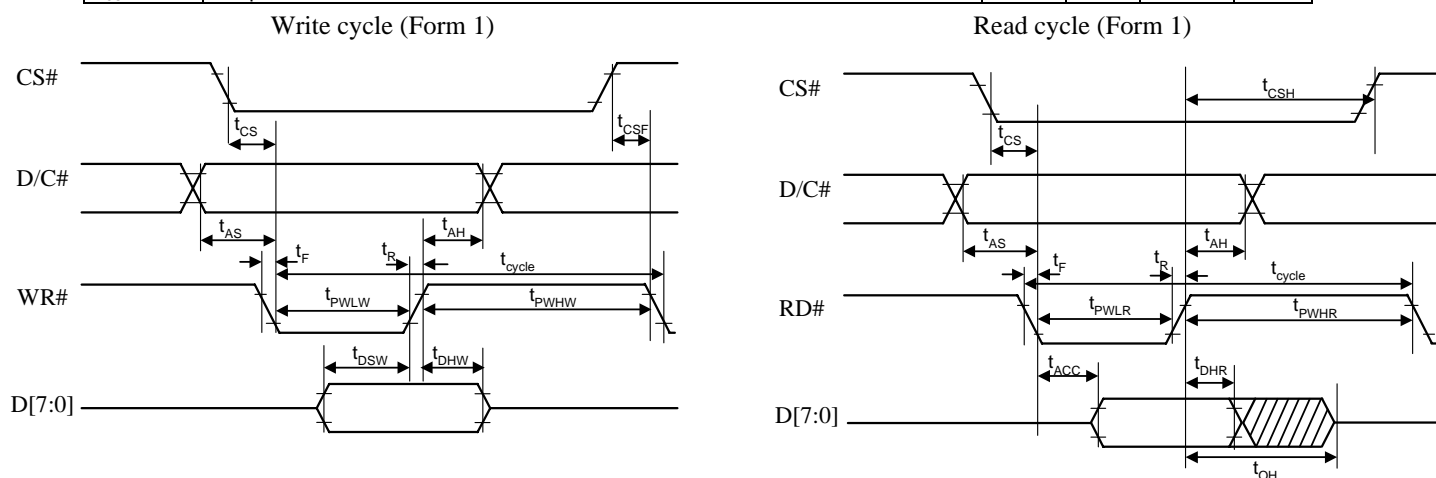 Write cycle (Form 1)
CS#
tCS
tCSF
D/C#
tAS
tAH
tF
tR
tcycle
WR#
tPWLW
tPWHW
tDSW
tDHW
D[7:0]
Read cycle (Form 1)
CS#
tCSH
tCS
D/C#
tAS
tAH
tF
tR
tcycle
RD#
tPWLR
tPWHR
tACC
tDHR
D[7:0]
tOH